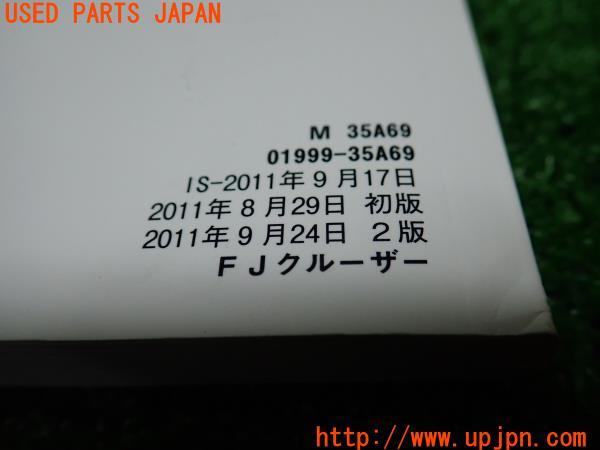 USED PARTS JAPAN
M 35A69
01999-35A69
IS-2011年9月17日
2011年8月29日 初版
2011年9月24日 2版
FJクルーザー
http://www.upjpn.com/